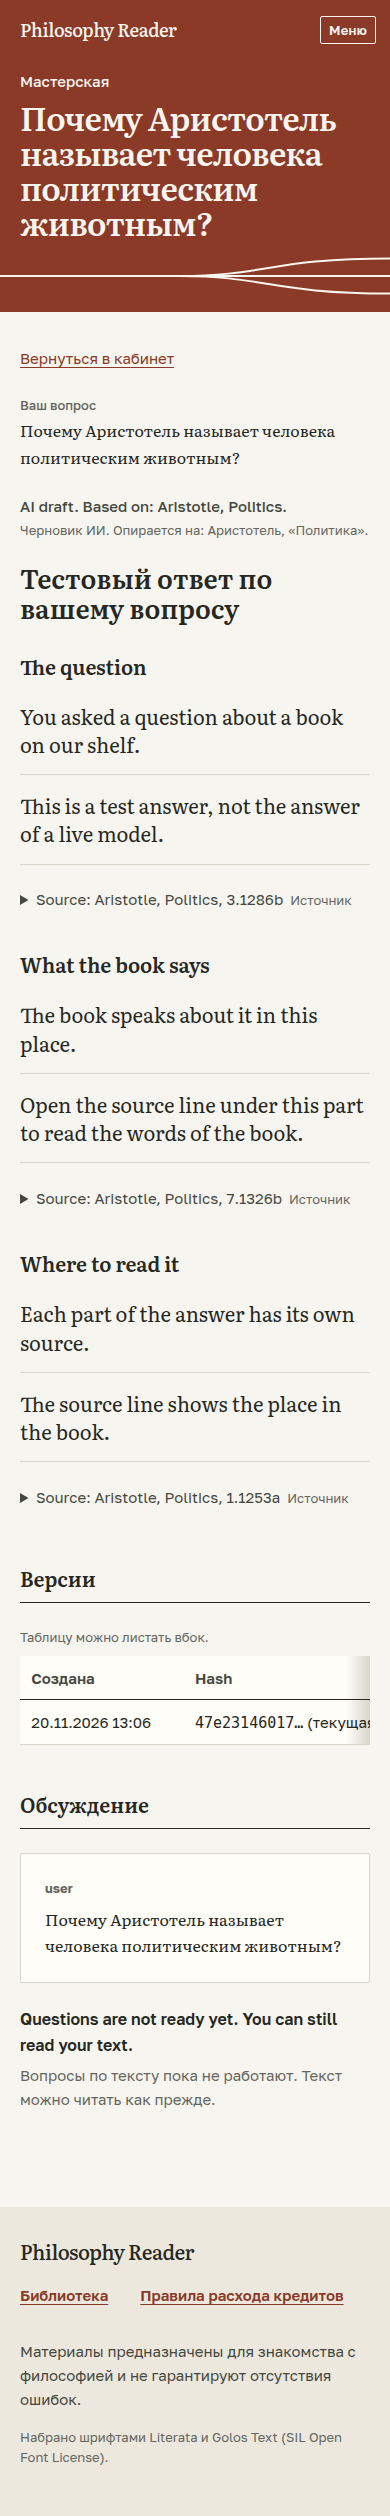 Philosophy Reader
Меню
Мастерская
Почему Аристотель
называет человека
политическим
животным?
Вернуться в кабинет
Ваш вопрос
Почему Аристотель называет человека
политическим животным?
AI draft. Based on: Aristotle, Politics.
Черновик ИИ. Опирается на: Аристотель, «Политика».
Тестовый ответ по
вашему вопросу
The question
You asked a question about a book
on our shelf.
This is a test answer, not the answer
of a live model.
Source: Aristotle, Politics, 3.1286b Источник
What the book says
The book speaks about it in this
place.
Open the source line under this part
to read the words of the book.
Source: Aristotle, Politics, 7.1326b Источник
Where to read it
Each part of the answer has its own
source.
The source line shows the place in
the book.
Source: Aristotle, Politics, 1.1253a Источник
Версии
Таблицу можно листать вбок.
Создана Hash
20.11.2026 13:06 47e23146017… (текущая
Обсуждение
user
Почему Аристотель называет
человека политическим животным?
Questions are not ready yet. You can still
read your text.
Вопросы по тексту пока не работают. Текст
можно читать как прежде.
Philosophy Reader
Библиотека Правила расхода кредитов
Материалы предназначены для знакомства с
философией и не гарантируют отсутствия
ошибок.
Набрано шрифтами Literata и Golos Text (SIL Open
Font License).